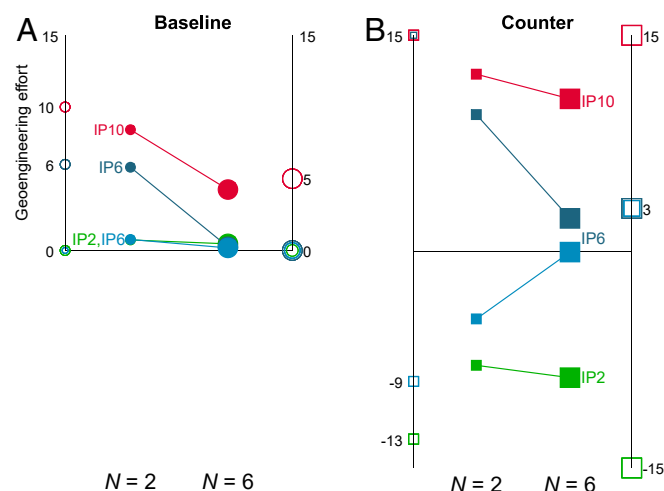 A
Baseline
15
15
Geoengineering effort
10
IP10
6
IP6
5
IP2,IP6
0
0
N = 2
N = 6
B
Counter
15
15
IP10
3
IP6
-9
IP2
-13
-15
N = 2
N = 6